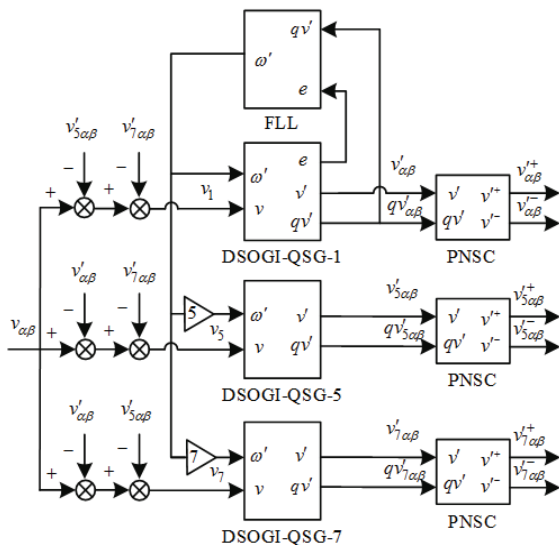 qv′
ω′
e
FLL
v′5αβ v′7αβ
− −
+ + v1
ω′ e
v′
v qv′
DSOGI-QSG-1
v′αβ
qv′αβ
v′ v′+
qv′ v′−
PNSC
v′+αβ
v′−αβ
v′αβ v′7αβ
− −
vαβ + + v5
5
ω′ v′
v qv′
DSOGI-QSG-5
v′5αβ
qv′5αβ
v′ v′+
qv′ v′−
PNSC
v′+5αβ
v′−5αβ
v′αβ v′5αβ
− −
+ + v7
7
ω′ v′
v qv′
DSOGI-QSG-7
v′7αβ
qv′7αβ
v′ v′+
qv′ v′−
PNSC
v′+7αβ
v′−7αβ